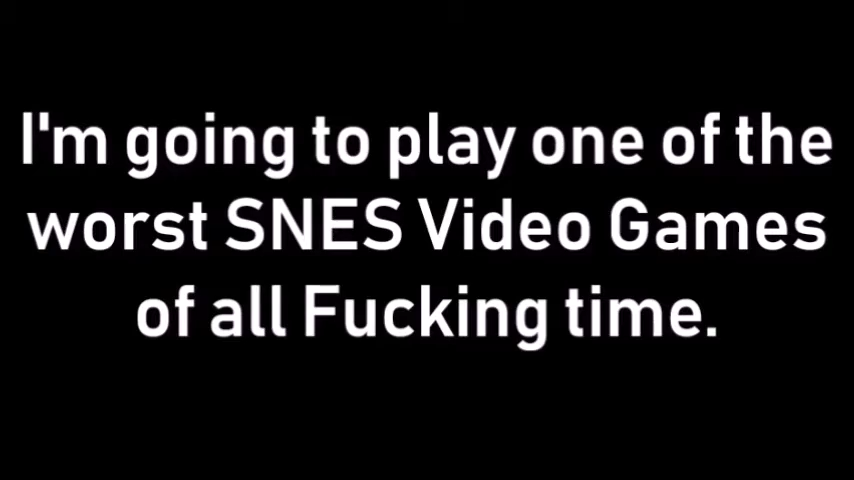 I'm going to play one of the
worst SNES Video Games
of all Fucking time.